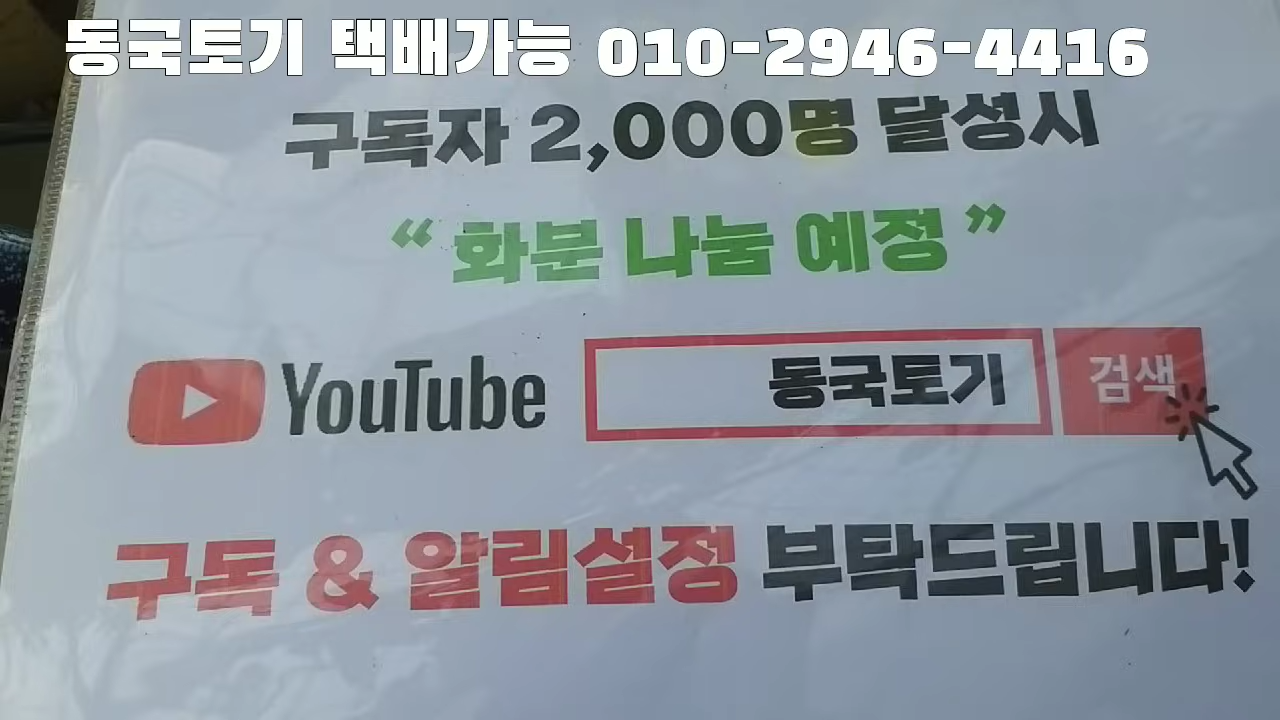 동국토기 택배가능 010-2946-4416
구독자 2,000명 달성시
“ 화분 나눔 예정 ”
YouTube 동국토기 검색
구독 & 알림설정 부탁드립니다!